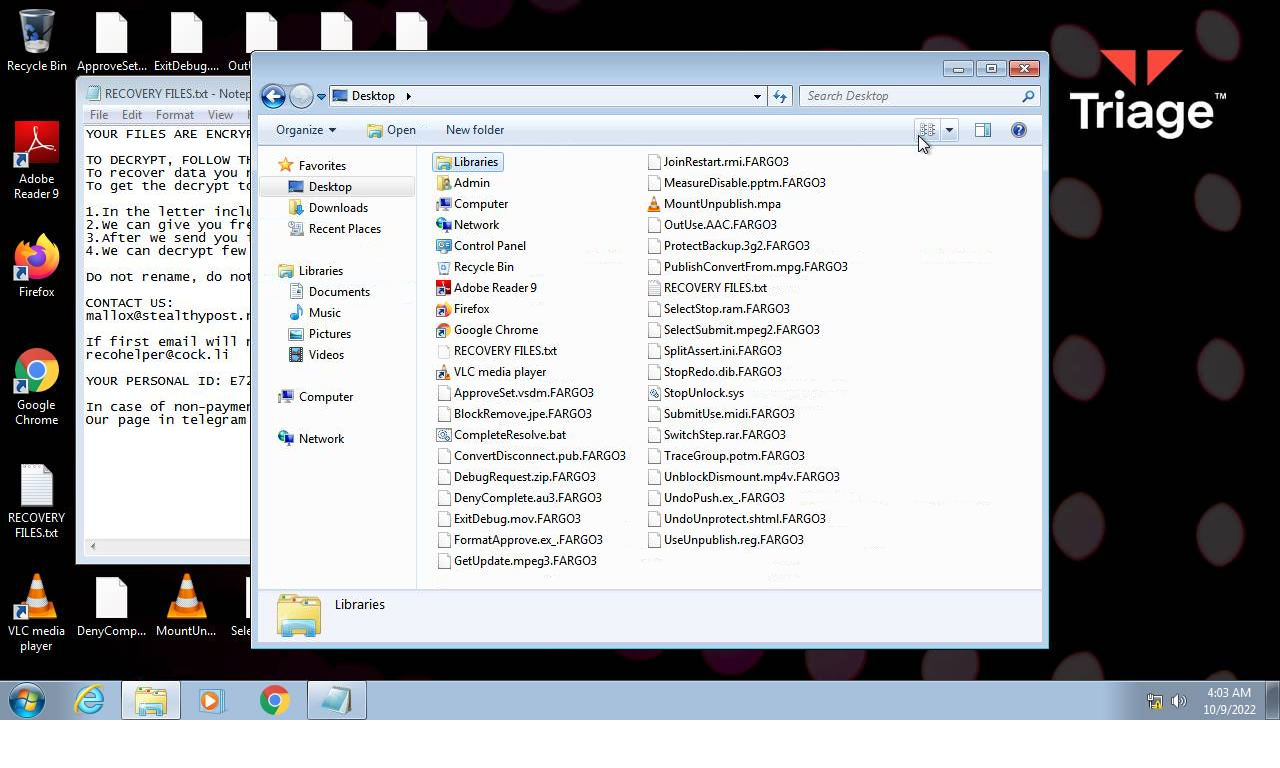 Recycle Bin
ApproveSet...
ExitDebug....
Adobe
Reader 9
Firefox
Google
Chrome
RECOVERY
FILES.txt
VLC media
player
DenyComp...
MountUn...
RECOVERY FILES.txt - Notep
File Edit Format View
YOUR FILES ARE ENCRYP
TO DECRYPT, FOLLOW TH
To recover data you n
To get the decrypt to
1.In the letter inclu
2.We can give you fre
3.After we send you i
4.We can decrypt few
Do not rename, do not
CONTACT US:
mallox@stealthypost.n
If first email will n
recohelper@cock.li
YOUR PERSONAL ID: E72
In case of non-paymen
Our page in telegram
Desktop
Search Desktop
Organize Open New folder
Favorites
Desktop
Downloads
Recent Places
Libraries
Documents
Music
Pictures
Videos
Computer
Network
Libraries
Admin
Computer
Network
Control Panel
Recycle Bin
Adobe Reader 9
Firefox
Google Chrome
RECOVERY FILES.txt
VLC media player
ApproveSet.vsdm.FARGO3
BlockRemove.jpe.FARGO3
CompleteResolve.bat
ConvertDisconnect.pub.FARGO3
DebugRequest.zip.FARGO3
DenyComplete.au3.FARGO3
ExitDebug.mov.FARGO3
FormatApprove.ex_.FARGO3
GetUpdate.mpeg3.FARGO3
JoinRestart.rmi.FARGO3
MeasureDisable.pptm.FARGO3
MountUnpublish.mpa
OutUse.AAC.FARGO3
ProtectBackup.3g2.FARGO3
PublishConvertFrom.mpg.FARGO3
RECOVERY FILES.txt
SelectStop.ram.FARGO3
SelectSubmit.mpeg2.FARGO3
SplitAssert.ini.FARGO3
StopRedo.dib.FARGO3
StopUnlock.sys
SubmitUse.midi.FARGO3
SwitchStep.rar.FARGO3
TraceGroup.potm.FARGO3
UnblockDismount.mp4v.FARGO3
UndoPush.ex_.FARGO3
UndoUnprotect.shtml.FARGO3
UseUnpublish.reg.FARGO3
Libraries
Triage™
4:03 AM
10/9/2022